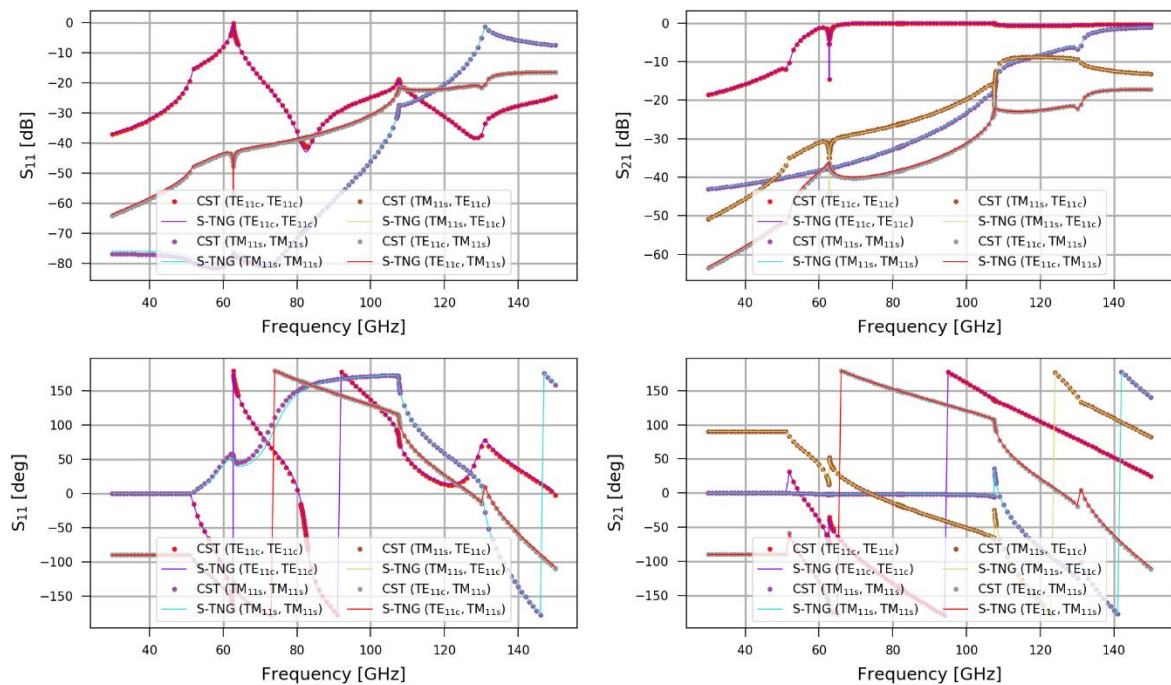 0
−10
−20
−30
−40
−50
−60
−70
−80
S₁₁ [dB]
CST (TE₁₁c, TE₁₁c)
S-TNG (TE₁₁c, TE₁₁c)
CST (TM₁₁s, TM₁₁s)
S-TNG (TM₁₁s, TM₁₁s)
CST (TM₁₁s, TE₁₁c)
S-TNG (TM₁₁s, TE₁₁c)
CST (TE₁₁c, TM₁₁s)
S-TNG (TE₁₁c, TM₁₁s)
40 60 80 100 120 140
Frequency [GHz]
0
−10
−20
−30
−40
−50
−60
S₂₁ [dB]
CST (TE₁₁c, TE₁₁c)
S-TNG (TE₁₁c, TE₁₁c)
CST (TM₁₁s, TM₁₁s)
S-TNG (TM₁₁s, TM₁₁s)
CST (TM₁₁s, TE₁₁c)
S-TNG (TM₁₁s, TE₁₁c)
CST (TE₁₁c, TM₁₁s)
S-TNG (TE₁₁c, TM₁₁s)
40 60 80 100 120 140
Frequency [GHz]
150
100
50
0
−50
−100
−150
S₁₁ [deg]
CST (TE₁₁c, TE₁₁c)
S-TNG (TE₁₁c, TE₁₁c)
CST (TM₁₁s, TM₁₁s)
S-TNG (TM₁₁s, TM₁₁s)
CST (TM₁₁s, TE₁₁c)
S-TNG (TM₁₁s, TE₁₁c)
CST (TE₁₁c, TM₁₁s)
S-TNG (TE₁₁c, TM₁₁s)
40 60 80 100 120 140
Frequency [GHz]
150
100
50
0
−50
−100
−150
S₂₁ [deg]
CST (TE₁₁c, TE₁₁c)
S-TNG (TE₁₁c, TE₁₁c)
CST (TM₁₁s, TM₁₁s)
S-TNG (TM₁₁s, TM₁₁s)
CST (TM₁₁s, TE₁₁c)
S-TNG (TM₁₁s, TE₁₁c)
CST (TE₁₁c, TM₁₁s)
S-TNG (TE₁₁c, TM₁₁s)
40 60 80 100 120 140
Frequency [GHz]